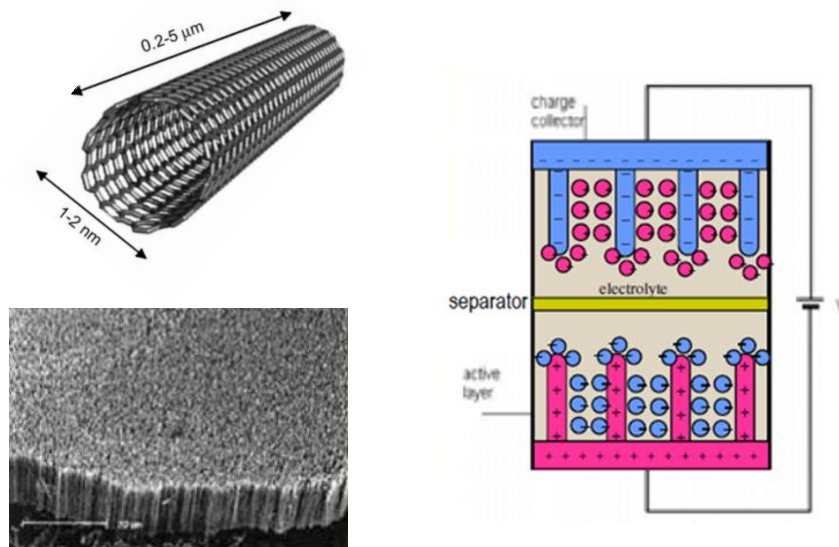 0.2-5 μm
1-2 nm
charge
collector
electrolyte
separator
active
layer